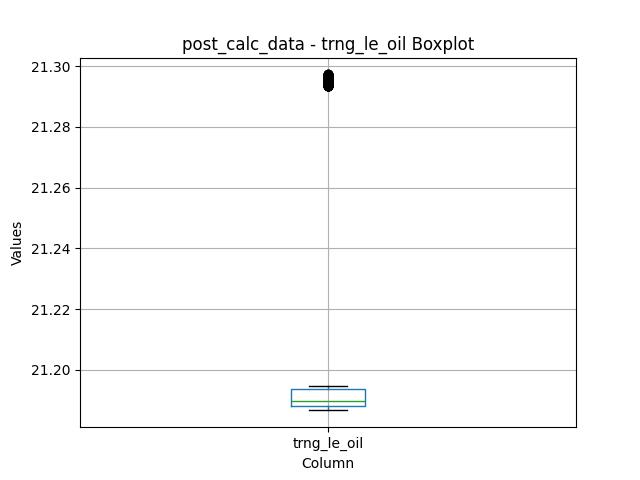 post_calc_data - trng_le_oil Boxplot
21.30
21.28
21.26
21.24
21.22
21.20
Values
trng_le_oil
Column